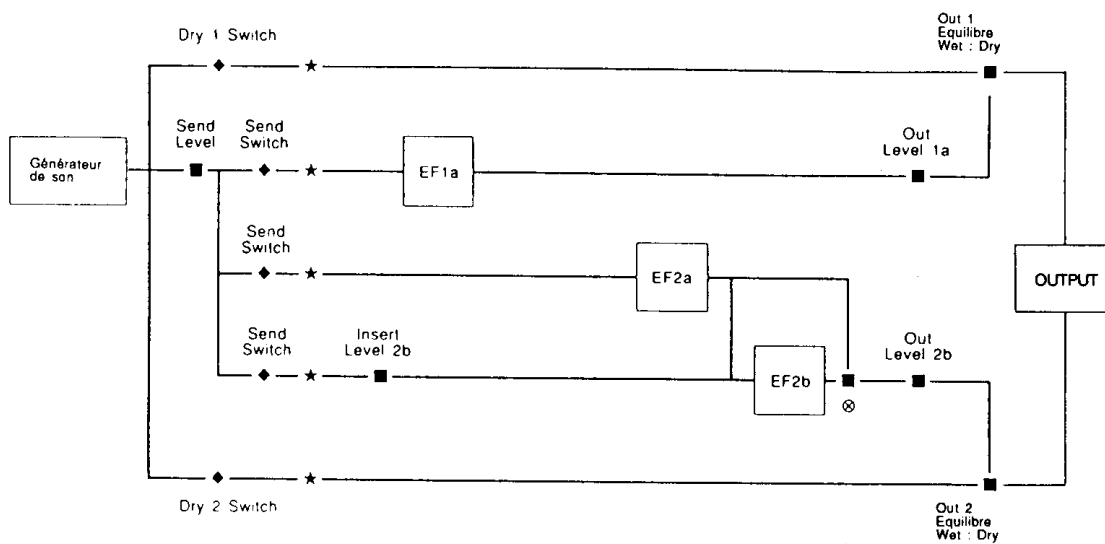 Out 1
Equilibre
Wet : Dry
Dry 1 Switch
Send
Level
Send
Switch
Out
Level 1a
Générateur
de son
EF1a
Send
Switch
EF2a
OUTPUT
Send
Switch
Insert
Level 2b
Out
Level 2b
EF2b
Dry 2 Switch
Out 2
Equilibre
Wet : Dry